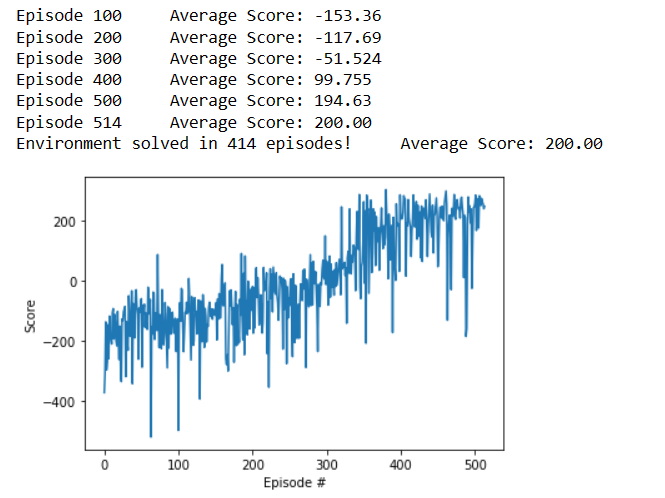 Episode 100 Average Score: -153.36
Episode 200 Average Score: -117.69
Episode 300 Average Score: -51.524
Episode 400 Average Score: 99.755
Episode 500 Average Score: 194.63
Episode 514 Average Score: 200.00
Environment solved in 414 episodes! Average Score: 200.00
200
0
−200
−400
Score
0 100 200 300 400 500
Episode #